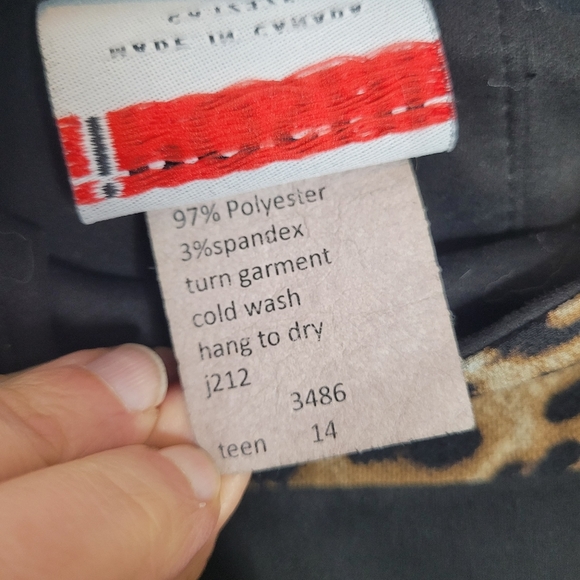 MADE IN CANADA
97% Polyester
3%spandex
turn garment
cold wash
hang to dry
j212
3486
teen 14